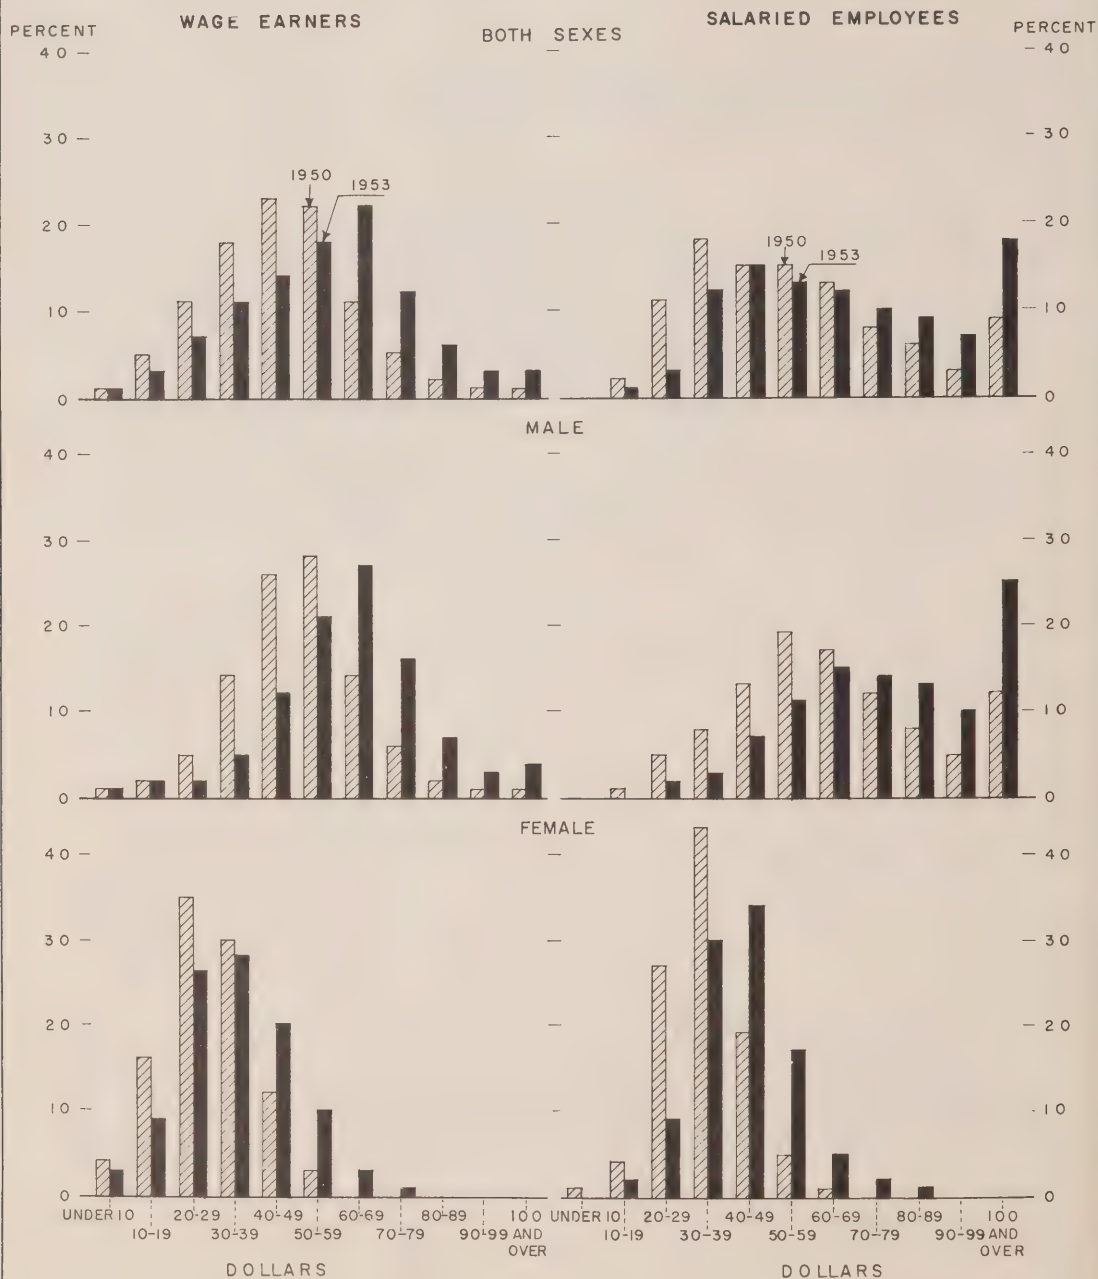 WAGE EARNERS
SALARIED EMPLOYEES
PERCENT
BOTH SEXES
PERCENT
40
40
30
30
1950
1953
20
20
1950
1953
10
10
0
0
MALE
40
40
30
30
20
20
10
10
0
0
FEMALE
40
40
30
30
20
20
10
10
0
0
UNDER 10 20-29 40-49 60-69 80-89 100
10-19 30-39 50-59 70-79 90-99 AND
OVER
UNDER 10 20-29 40-49 60-69 80-89 100
10-19 30-39 50-59 70-79 90-99 AND
OVER
DOLLARS
DOLLARS